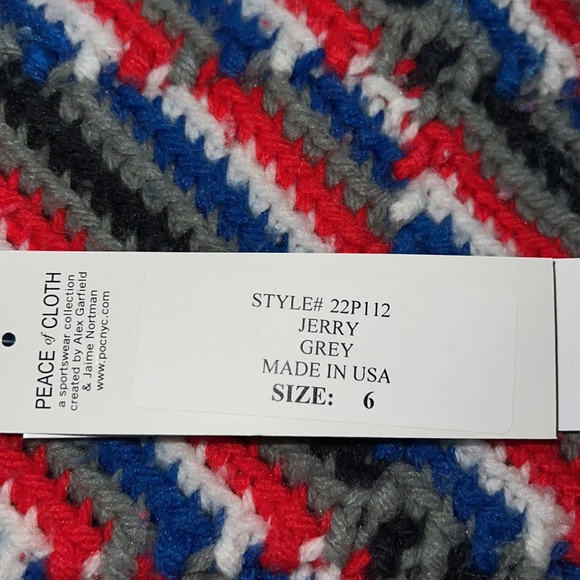 PEACE of CLOTH
a sportswear collection
created by Alex Garfield
& Jaime Nortman
www.pocnyc.com
STYLE# 22P112
JERRY
GREY
MADE IN USA
SIZE: 6